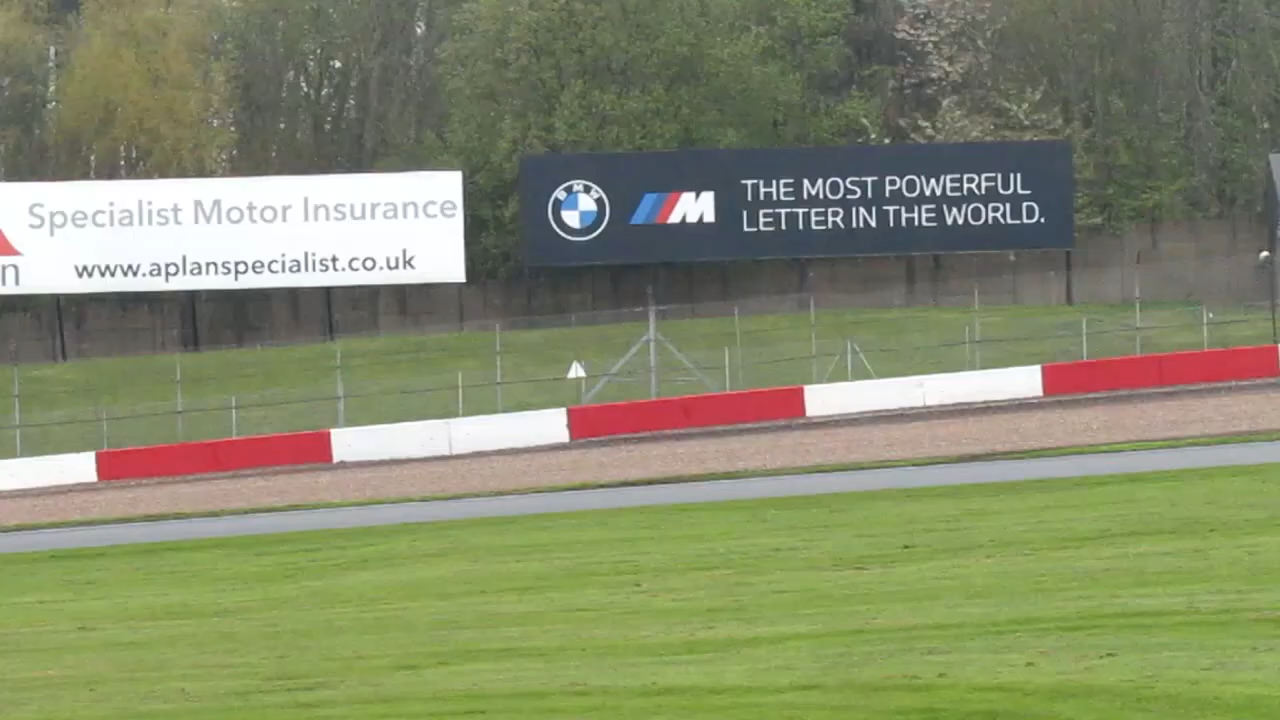 Specialist Motor Insurance
n
www.aplanspecialist.co.uk
BMW
M
THE MOST POWERFUL
LETTER IN THE WORLD.